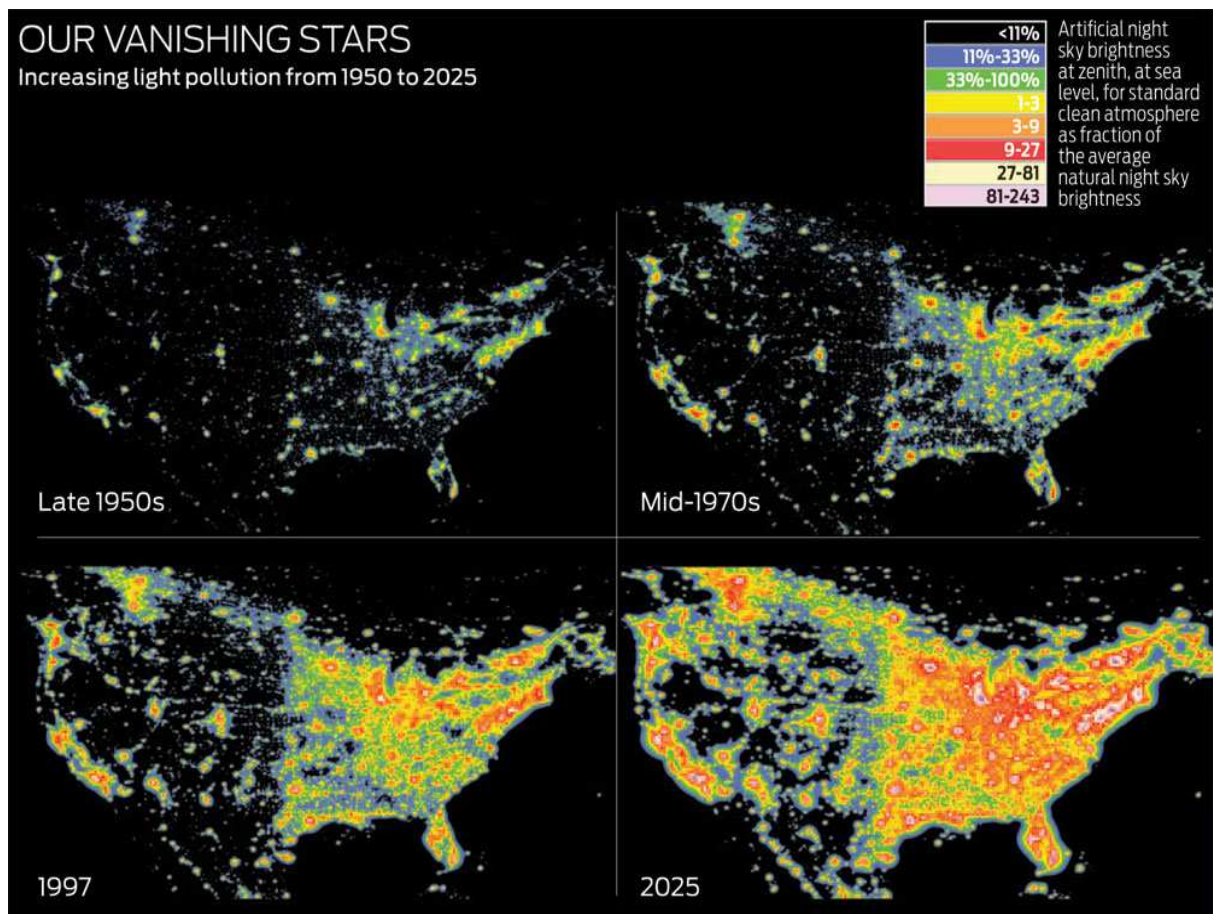 OUR VANISHING STARS
Increasing light pollution from 1950 to 2025
<11%
11%-33%
33%-100%
1-3
3-9
9-27
27-81
81-243
Artificial night
sky brightness
at zenith, at sea
level, for standard
clean atmosphere
as fraction of
the average
natural night sky
brightness
Late 1950s
Mid-1970s
1997
2025